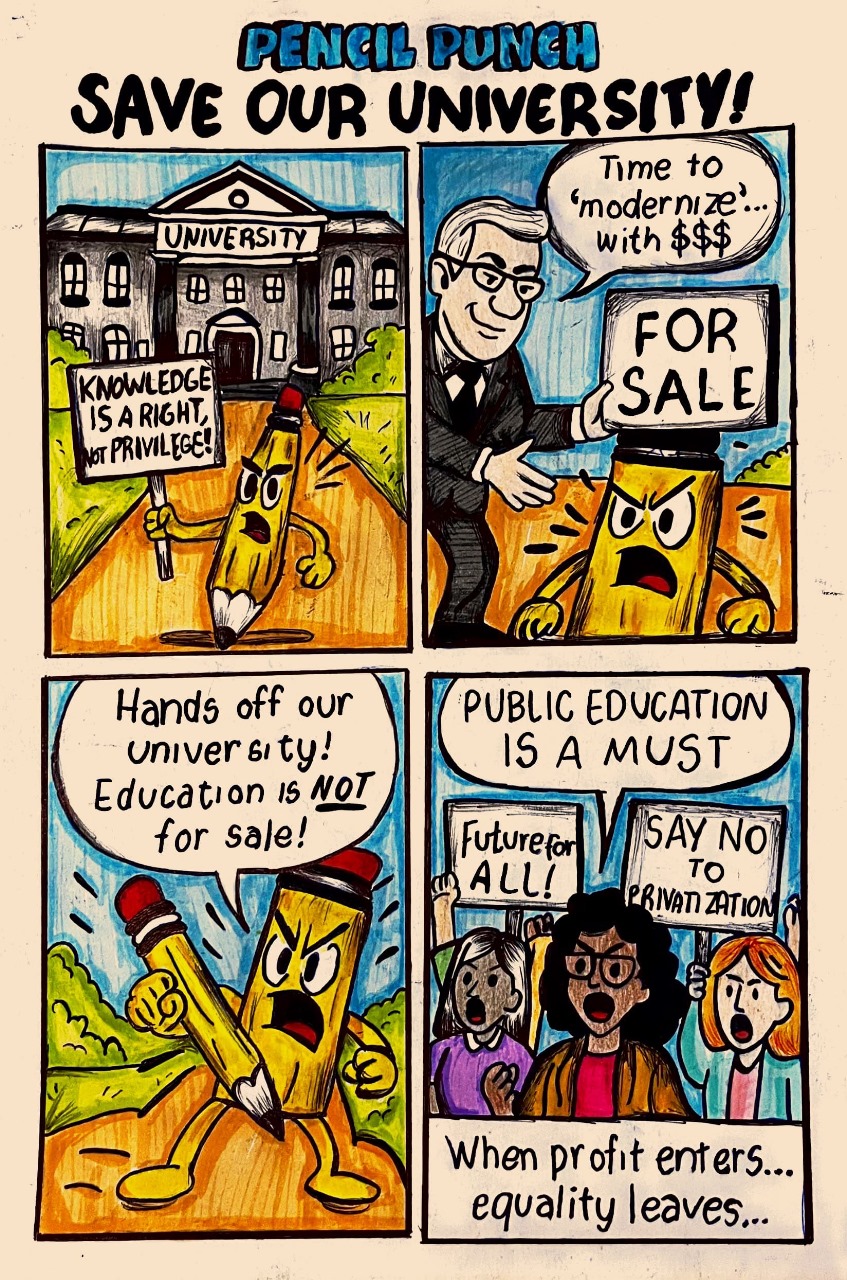 PENCIL PUNCH
SAVE OUR UNIVERSITY!
UNIVERSITY
KNOWLEDGE
IS A RIGHT,
NOT PRIVILEGE!
Time to
'modernize'...
with $$$
FOR
SALE
Hands off our
university!
Education is NOT
for sale!
PUBLIC EDUCATION
IS A MUST
Future for
ALL!
SAY NO
TO
PRIVATIZATION
When profit enters...
equality leaves...